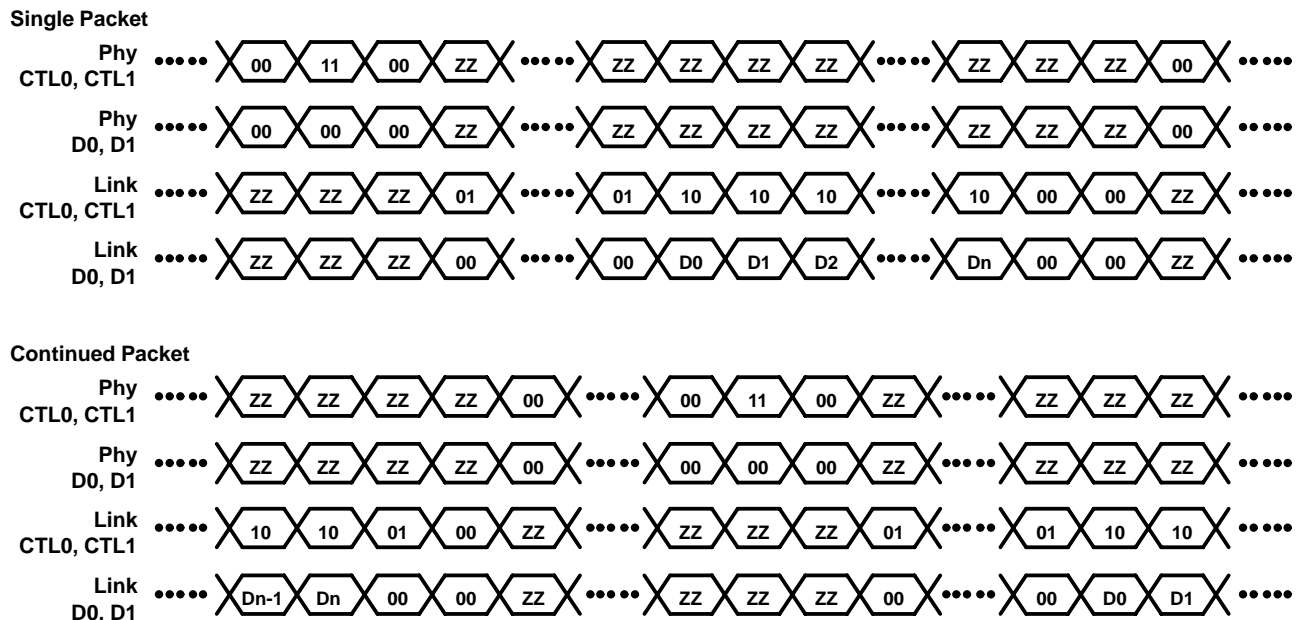 Single Packet
Phy
CTL0, CTL1
00 11 00 ZZ ZZ ZZ ZZ ZZ ZZ ZZ ZZ 00
Phy
D0, D1
00 00 00 ZZ ZZ ZZ ZZ ZZ ZZ ZZ ZZ 00
Link
CTL0, CTL1
ZZ ZZ ZZ 01 01 10 10 10 10 00 00 ZZ
Link
D0, D1
ZZ ZZ ZZ 00 00 D0 D1 D2 Dn 00 00 ZZ
Continued Packet
Phy
CTL0, CTL1
ZZ ZZ ZZ ZZ 00 00 11 00 ZZ ZZ ZZ ZZ
Phy
D0, D1
ZZ ZZ ZZ ZZ 00 00 00 00 ZZ ZZ ZZ ZZ
Link
CTL0, CTL1
10 10 01 00 ZZ ZZ ZZ ZZ 01 01 10 10
Link
D0, D1
Dn-1 Dn 00 00 ZZ ZZ ZZ ZZ 00 00 D0 D1